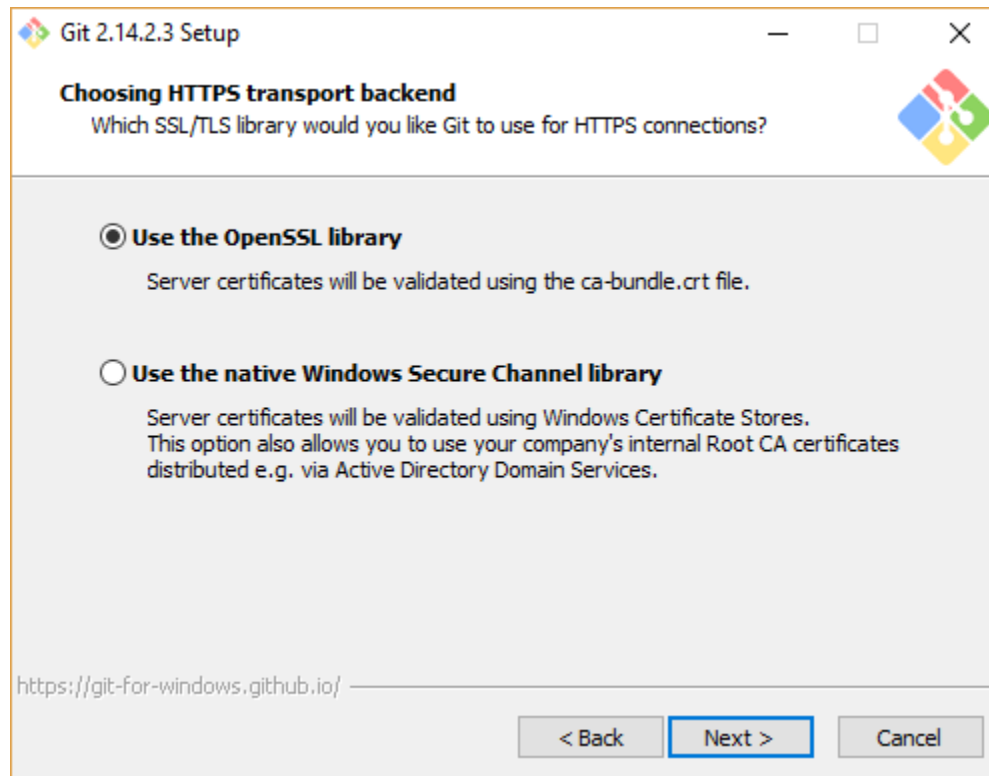 Git 2.14.2.3 Setup
Choosing HTTPS transport backend
Which SSL/TLS library would you like Git to use for HTTPS connections?
Use the OpenSSL library
Server certificates will be validated using the ca-bundle.crt file.
Use the native Windows Secure Channel library
Server certificates will be validated using Windows Certificate Stores.
This option also allows you to use your company's internal Root CA certificates
distributed e.g. via Active Directory Domain Services.
https://git-for-windows.github.io/
< Back
Next >
Cancel